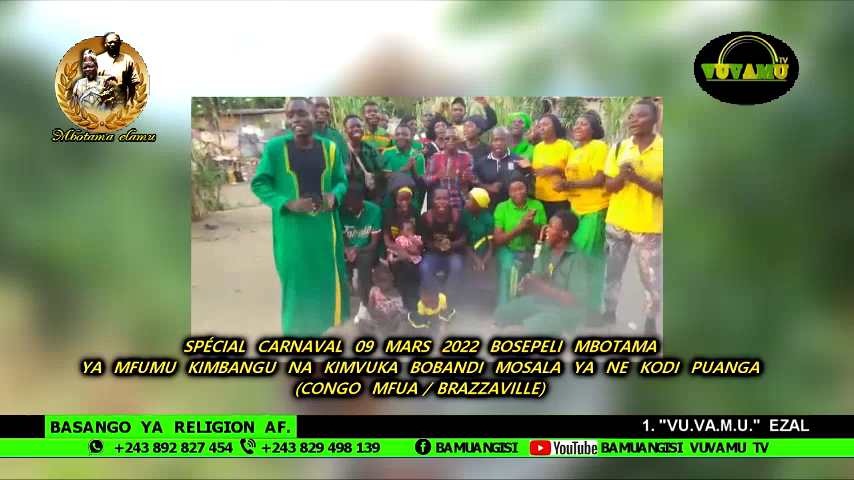 Mbotama elamu
VUVAMU TV
SPÉCIAL CARNAVAL 09 MARS 2022 BOSEPELI MBOTAMA
YA MFUMU KIMBANGU NA KIMVUKA BOBANDI MOSALA YA NE KODI PUANGA
(CONGO MFUA / BRAZZAVILLE)
BASANGO YA RELIGION AF.
1. "VU.VA.M.U." EZAL
+243 892 827 454
+243 829 498 139
BAMUANGISI
YouTube
BAMUANGISI VUVAMU TV